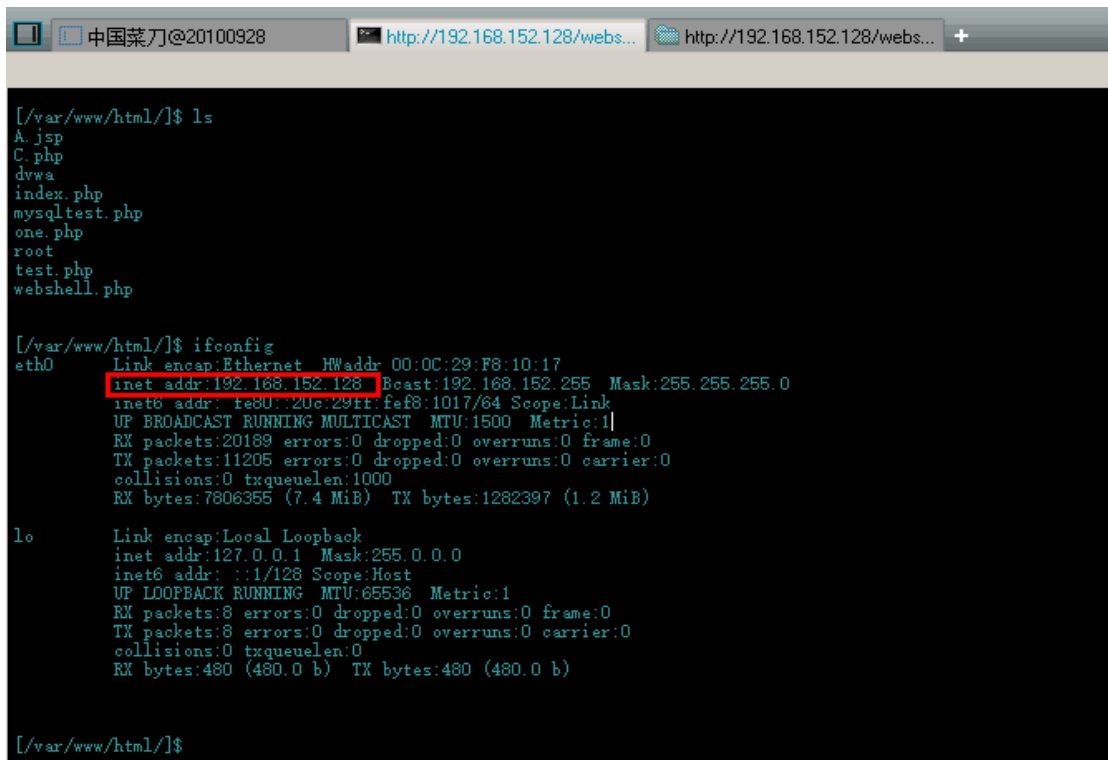 中国菜刀@20100928 http://192.168.152.128/webs... http://192.168.152.128/webs... +
[/var/www/html/]$ ls
A.jsp
C.php
dvwa
index.php
mysqltest.php
one.php
root
test.php
webshell.php
[/var/www/html/]$ ifconfig
eth0 Link encap:Ethernet HWaddr 00:0C:29:F8:10:17
inet addr:192.168.152.128 Bcast:192.168.152.255 Mask:255.255.255.0
inet6 addr: fe80::20c:29ff:fef8:1017/64 Scope:Link
UP BROADCAST RUNNING MULTICAST MTU:1500 Metric:1
RX packets:20189 errors:0 dropped:0 overruns:0 frame:0
TX packets:11205 errors:0 dropped:0 overruns:0 carrier:0
collisions:0 txqueuelen:1000
RX bytes:7806355 (7.4 MiB) TX bytes:1282397 (1.2 MiB)
lo Link encap:Local Loopback
inet addr:127.0.0.1 Mask:255.0.0.0
inet6 addr: ::1/128 Scope:Host
UP LOOPBACK RUNNING MTU:65536 Metric:1
RX packets:8 errors:0 dropped:0 overruns:0 frame:0
TX packets:8 errors:0 dropped:0 overruns:0 carrier:0
collisions:0 txqueuelen:0
RX bytes:480 (480.0 b) TX bytes:480 (480.0 b)
[/var/www/html/]$